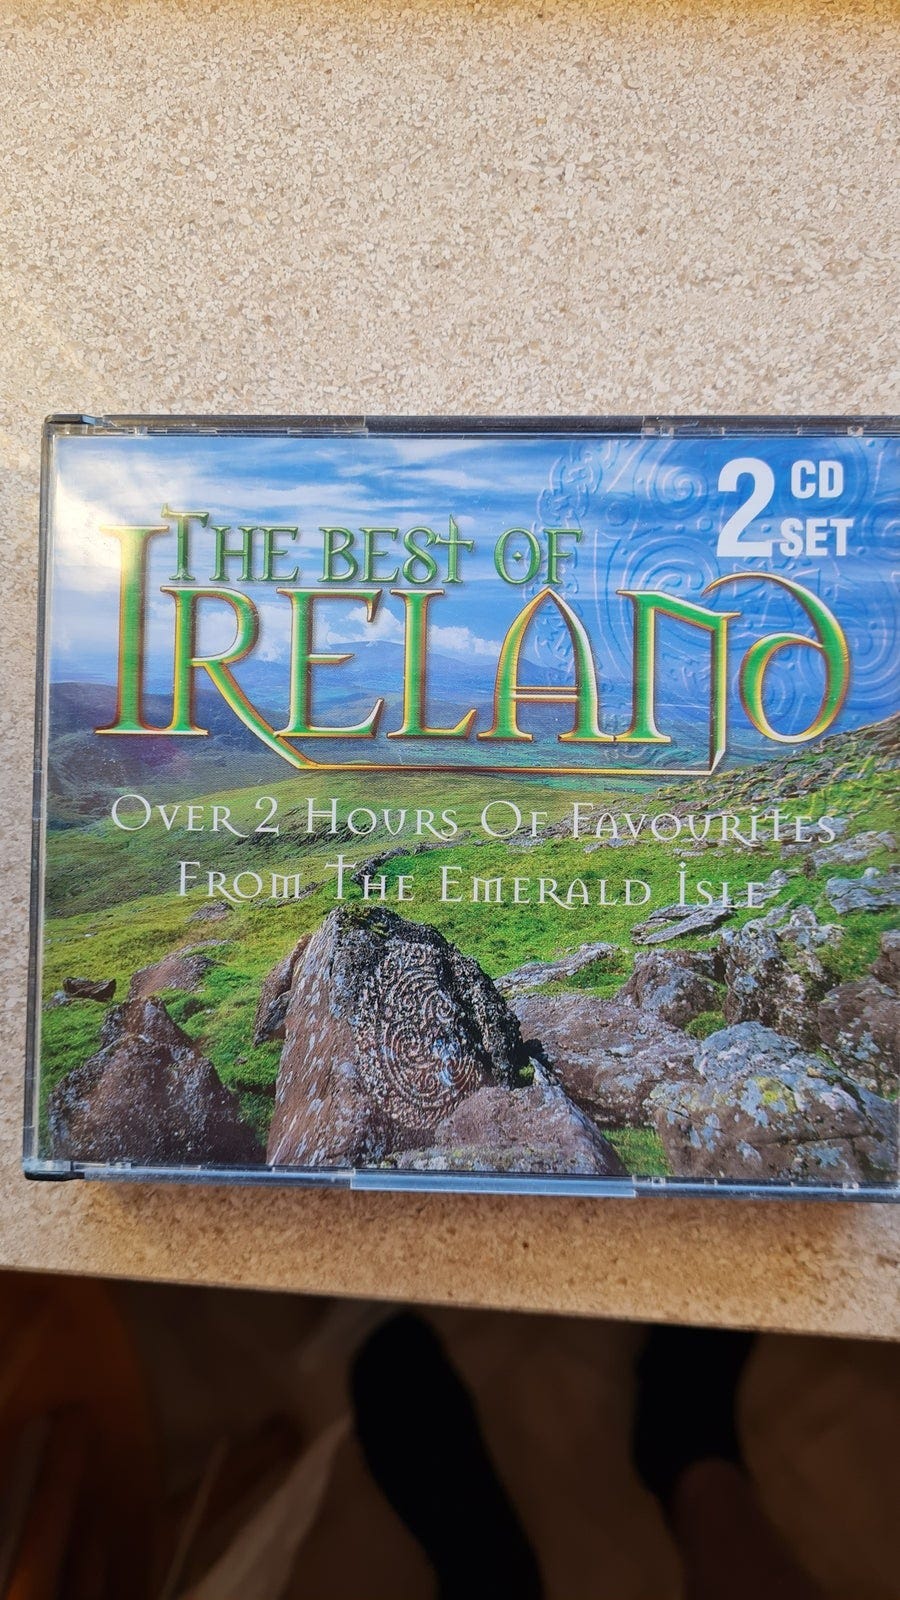 2 CD
SET
The Best of
Ireland
Over 2 Hours Of Favourites
From The Emerald Isle